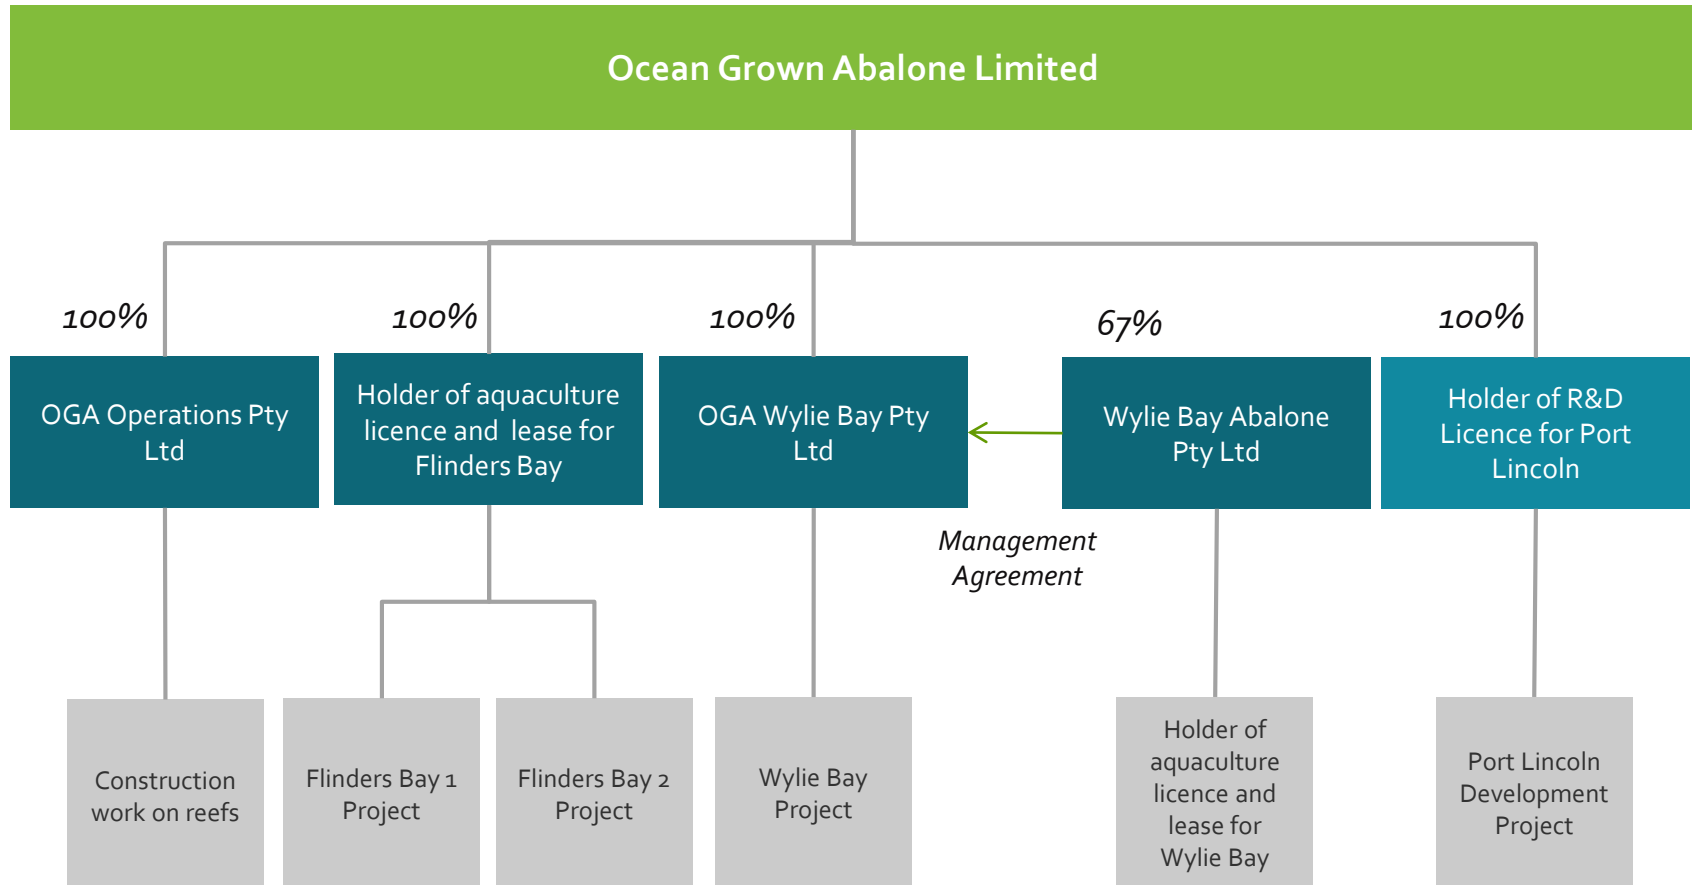 Ocean Grown Abalone Limited
100%
100%
100%
67%
100%
OGA Operations Pty
Ltd
Holder of aquaculture
licence and lease for
Flinders Bay
OGA Wylie Bay Pty
Ltd
Wylie Bay Abalone
Pty Ltd
Holder of R&D
Licence for Port
Lincoln
Management
Agreement
Construction
work on reefs
Flinders Bay 1
Project
Flinders Bay 2
Project
Wylie Bay
Project
Holder of
aquaculture
licence and
lease for
Wylie Bay
Port Lincoln
Development
Project